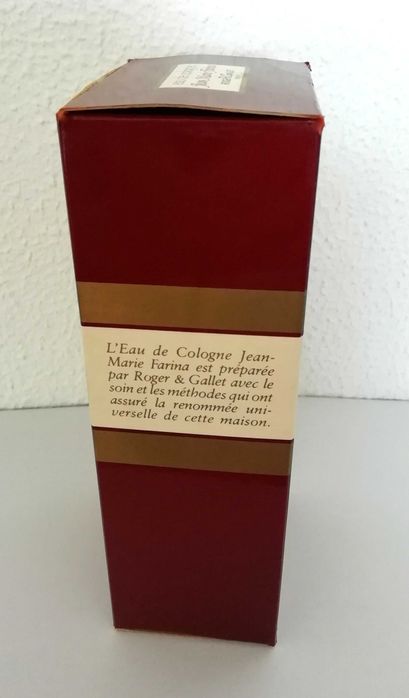 L'Eau de Cologne Jean-
Marie Farina est préparée
par Roger & Gallet avec le
soin et les méthodes qui ont
assuré la renommée uni-
verselle de cette maison.